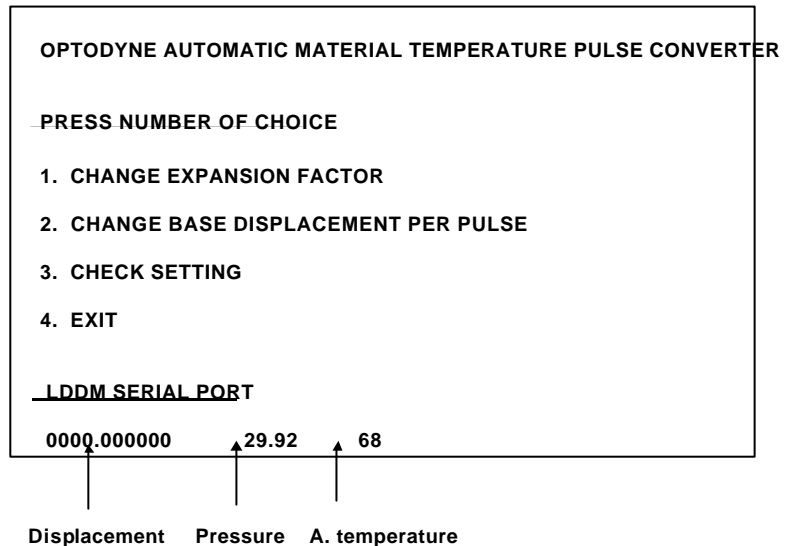 OPTODYNE AUTOMATIC MATERIAL TEMPERATURE PULSE CONVERTER
PRESS NUMBER OF CHOICE
1. CHANGE EXPANSION FACTOR
2. CHANGE BASE DISPLACEMENT PER PULSE
3. CHECK SETTING
4. EXIT
LDDM SERIAL PORT
0000.000000 29.92 68
Displacement Pressure A. temperature